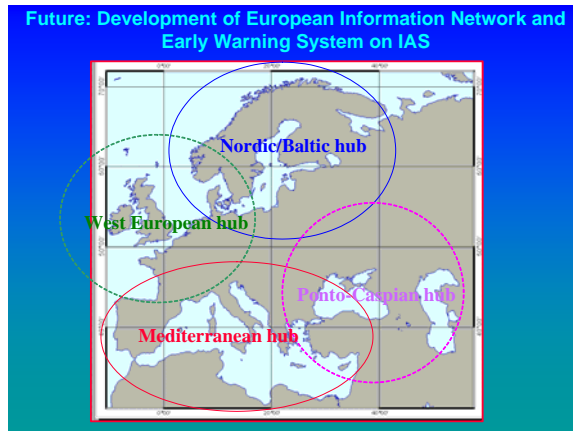 Future: Development of European Information Network and
Early Warning System on IAS
Nordic/Baltic hub
West European hub
Ponto-Caspian hub
Mediterranean hub